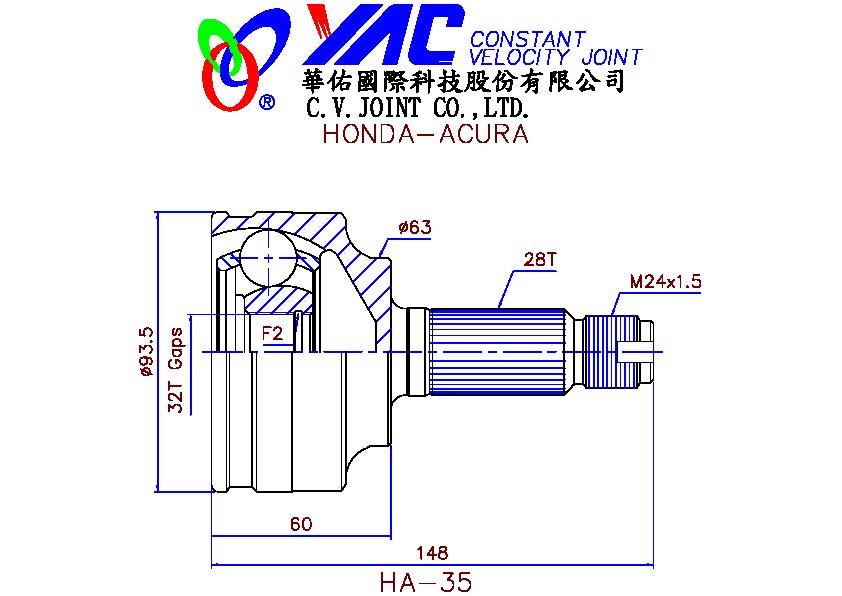 YAC CONSTANT
VELOCITY JOINT
®
華佑國際科技股份有限公司
C.V.JOINT CO.,LTD.
HONDA-ACURA
ø63
28T
M24x1.5
F2
ø93.5
32T Gaps
60
148
HA-35